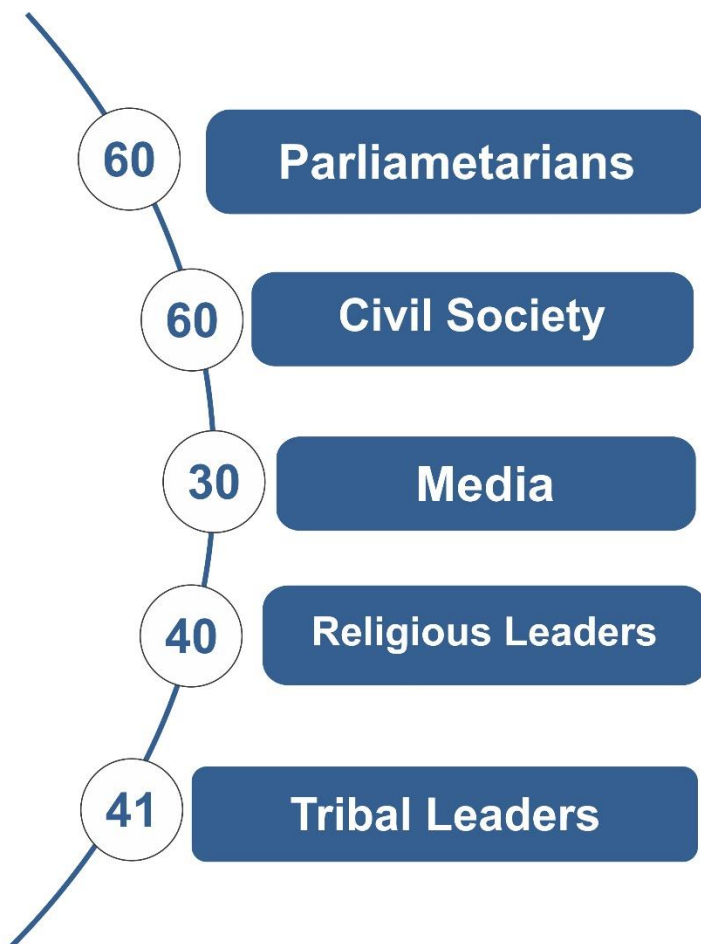 60 Parliametarians
60 Civil Society
30 Media
40 Religious Leaders
41 Tribal Leaders